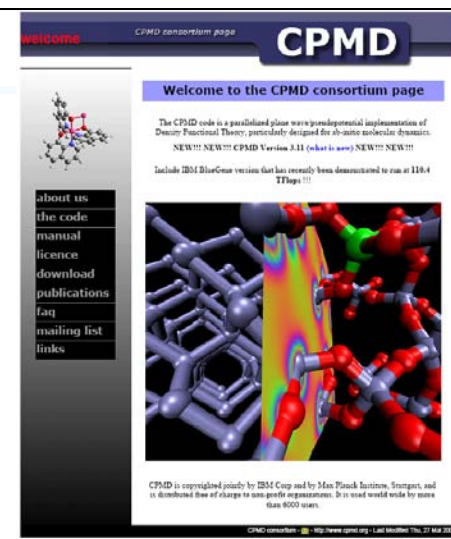 welcome
CPMD consortium page
CPMD
Welcome to the CPMD consortium page
The CPMD code is a parallelized plane wave/pseudopotential implementation of
Density Functional Theory, particularly designed for ab-initio molecular dynamics.
NEW!!! NEW!!! CPMD Version 3.11 (what is new) NEW!!! NEW!!!
Include IBM BlueGene version that has recently been demonstrated to run at 110.4
TFlops !!!
about us
the code
manual
licence
download
publications
faq
mailing list
links
CPMD is copyrighted jointly by IBM Corp and by Max Planck Institute, Stuttgart, and
is distributed free of charge to non-profit organizations. It is used world wide by more
than 6000 users.
CPMD consortium - http://www.cpmd.org - Last Modified Thu, 27 Mai